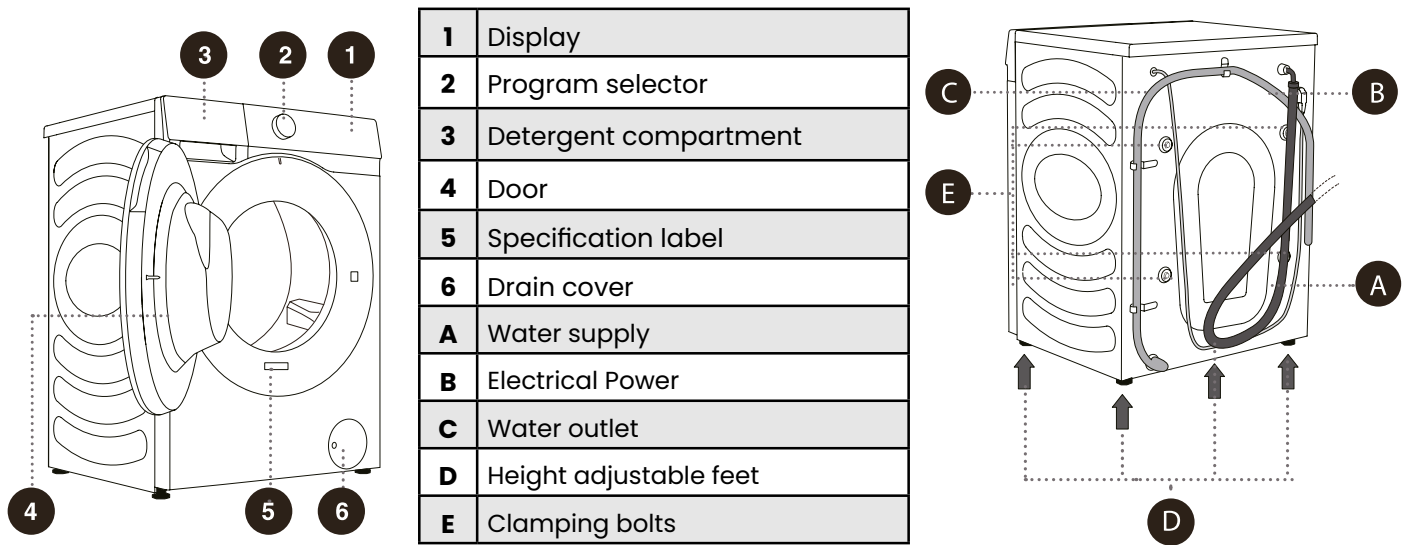 3
2
1
4
5
6
1 Display
2 Program selector
3 Detergent compartment
4 Door
5 Specification label
6 Drain cover
A Water supply
B Electrical Power
C Water outlet
D Height adjustable feet
E Clamping bolts
C
B
E
A
D